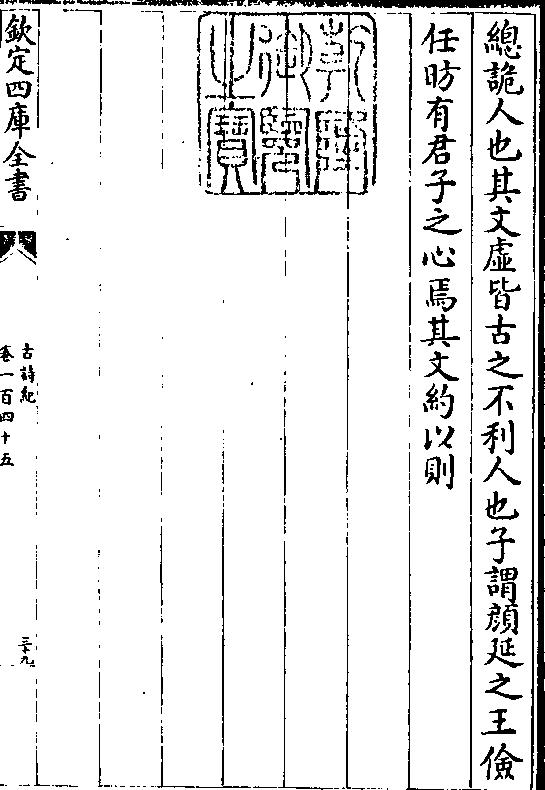 總詭人也其文虛皆古之不利人也子謂顔延之王儉
任昉有君子之心焉其文約以則
乾隆
御覽
之寶
欽定四庫全書
古詩紀
卷一百四十五
三十九